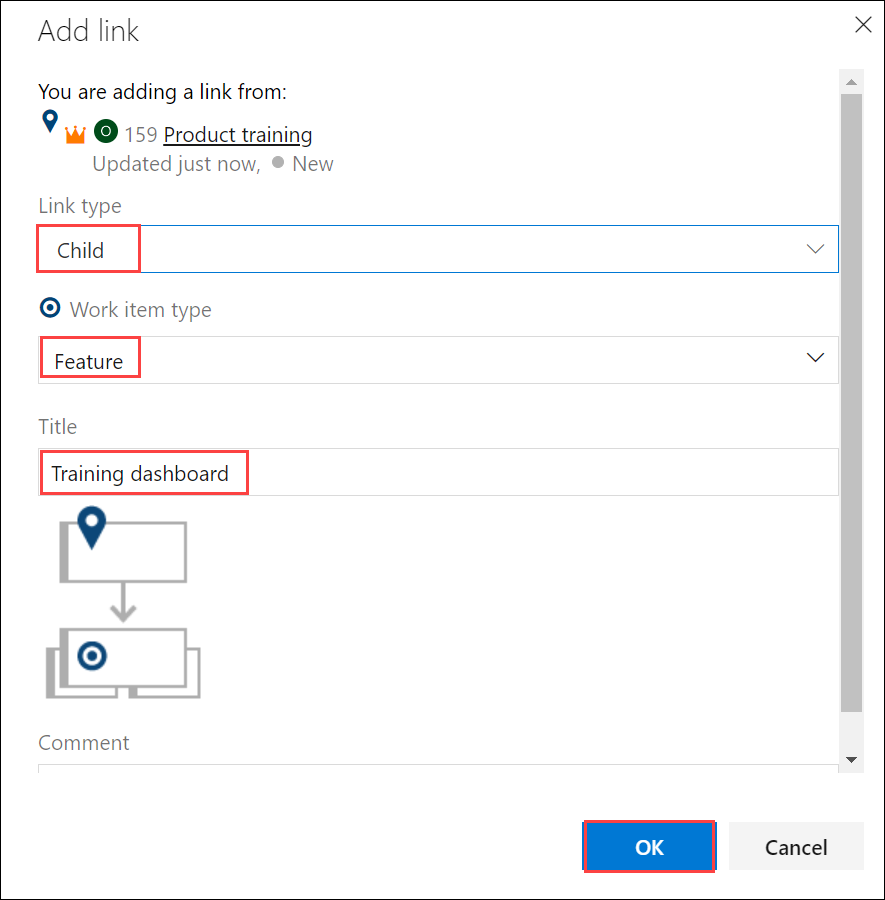 Add link
You are adding a link from:
O 159 Product training
Updated just now, New
Link type
Child
Work item type
Feature
Title
Training dashboard
Comment
OK Cancel